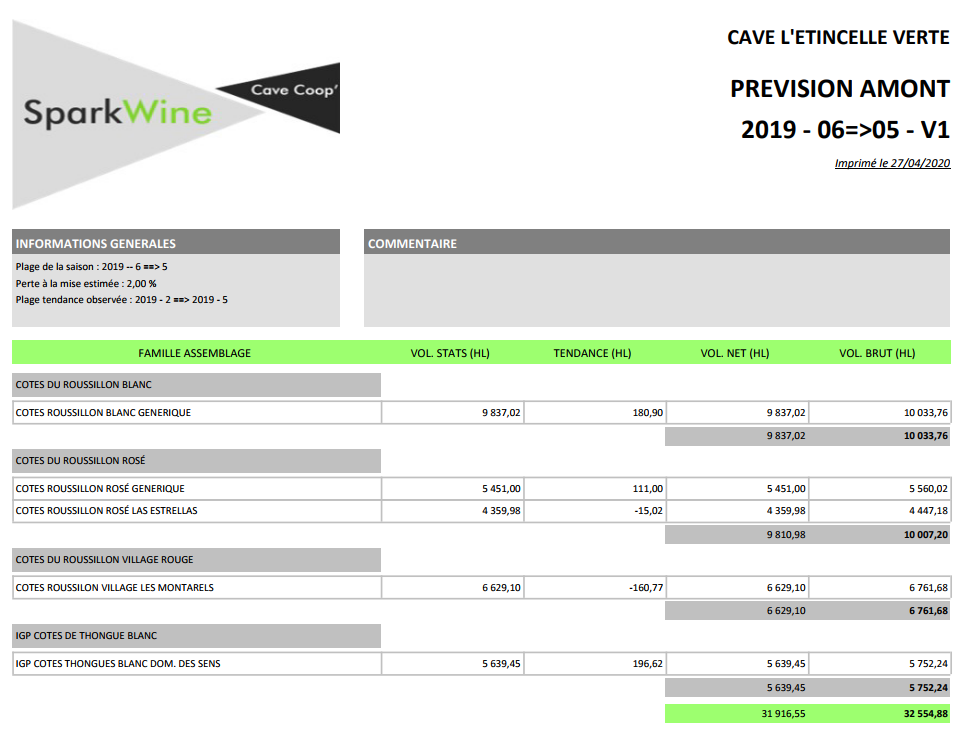 SparkWine
Cave Coop'
CAVE L'ETINCELLE VERTE
PREVISION AMONT
2019 - 06=>05 - V1
Imprimé le 27/04/2020
INFORMATIONS GENERALES
Plage de la saison : 2019 -- 6 ==> 5
Perte à la mise estimée : 2,00 %
Plage tendance observée : 2019 - 2 ==> 2019 - 5
COMMENTAIRE
FAMILLE ASSEMBLAGE VOL. STATS (HL) TENDANCE (HL) VOL. NET (HL) VOL. BRUT (HL)
COTES DU ROUSSILLON BLANC
COTES ROUSSILLON BLANC GENERIQUE 9 837,02 180,90 9 837,02 10 033,76
9 837,02 10 033,76
COTES DU ROUSSILLON ROSÉ
COTES ROUSSILLON ROSÉ GENERIQUE 5 451,00 111,00 5 451,00 5 560,02
COTES ROUSSILLON ROSÉ LAS ESTRELLAS 4 359,98 -15,02 4 359,98 4 447,18
9 810,98 10 007,20
COTES DU ROUSSILLON VILLAGE ROUGE
COTES ROUSSILON VILLAGE LES MONTARELS 6 629,10 -160,77 6 629,10 6 761,68
6 629,10 6 761,68
IGP COTES DE THONGUE BLANC
IGP COTES THONGUES BLANC DOM. DES SENS 5 639,45 196,62 5 639,45 5 752,24
5 639,45 5 752,24
31 916,55 32 554,88